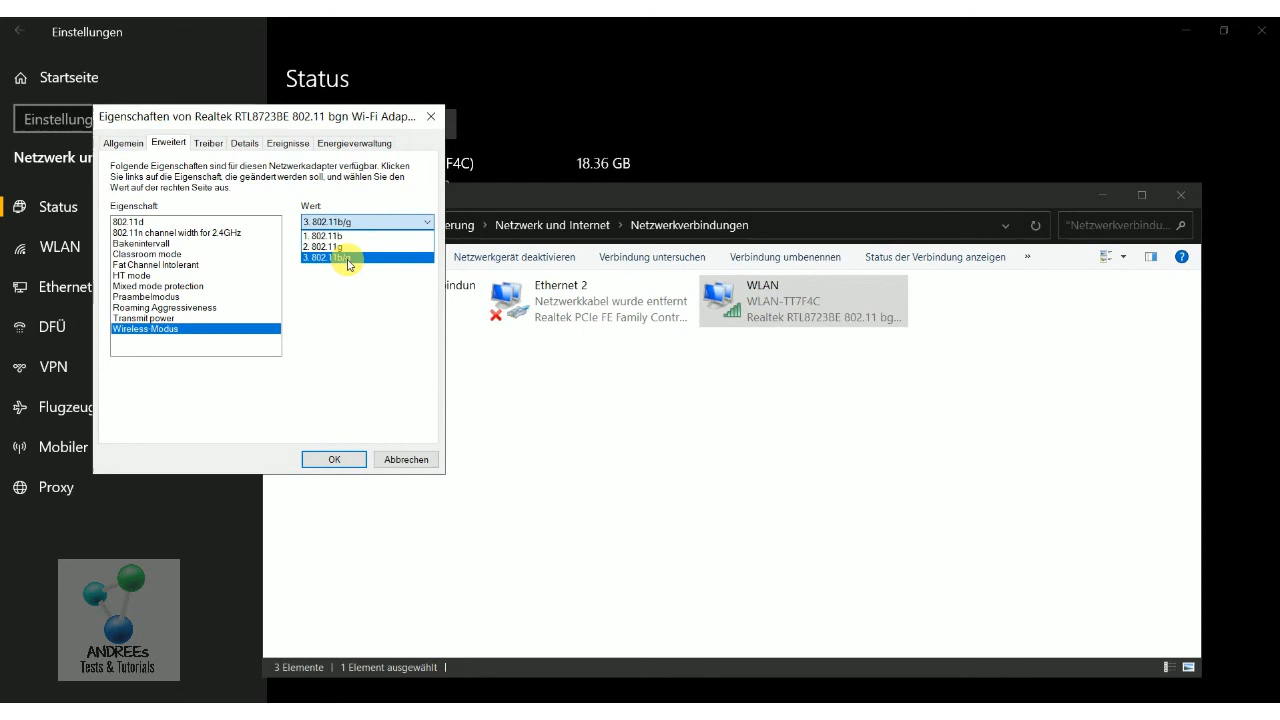 Einstellungen
Startseite
Einstellung
Netzwerk un
Status
WLAN
Ethernet
DFÜ
VPN
Flugzeug
Mobiler
Proxy
Status
F4C)
18.36 GB
Eigenschaften von Realtek RTL8723BE 802.11 bgn Wi-Fi Adap...
Allgemein Erweitert Treiber Details Ereignisse Energieverwaltung
Folgende Eigenschaften sind für diesen Netzwerkadapter verfügbar. Klicken
Sie links auf die Eigenschaft, die geändert werden soll, und wählen Sie den
Wert auf der rechten Seite aus.
Eigenschaft
802.11d
802.11n channel width for 2.4GHz
Bakenintervall
Classroom mode
Fat Channel Intolerant
HT mode
Mixed mode protection
Praambelmodus
Roaming Aggressiveness
Transmit power
Wireless-Modus
Wert
3. 802.11b/g
1. 802.11b
2. 802.11g
3. 802.11b/g
OK
Abbrechen
erung > Netzwerk und Internet > Netzwerkverbindungen
"Netzwerkverbindu...
Netzwerkgerät deaktivieren Verbindung untersuchen Verbindung umbenennen Status der Verbindung anzeigen »
bindun
Ethernet 2
Netzwerkkabel wurde entfernt
Realtek PCIe FE Family Contr...
WLAN
WLAN-TT7F4C
Realtek RTL8723BE 802.11 bg...
3 Elemente | 1 Element ausgewählt |
ANDREEs
Tests & Tutorials